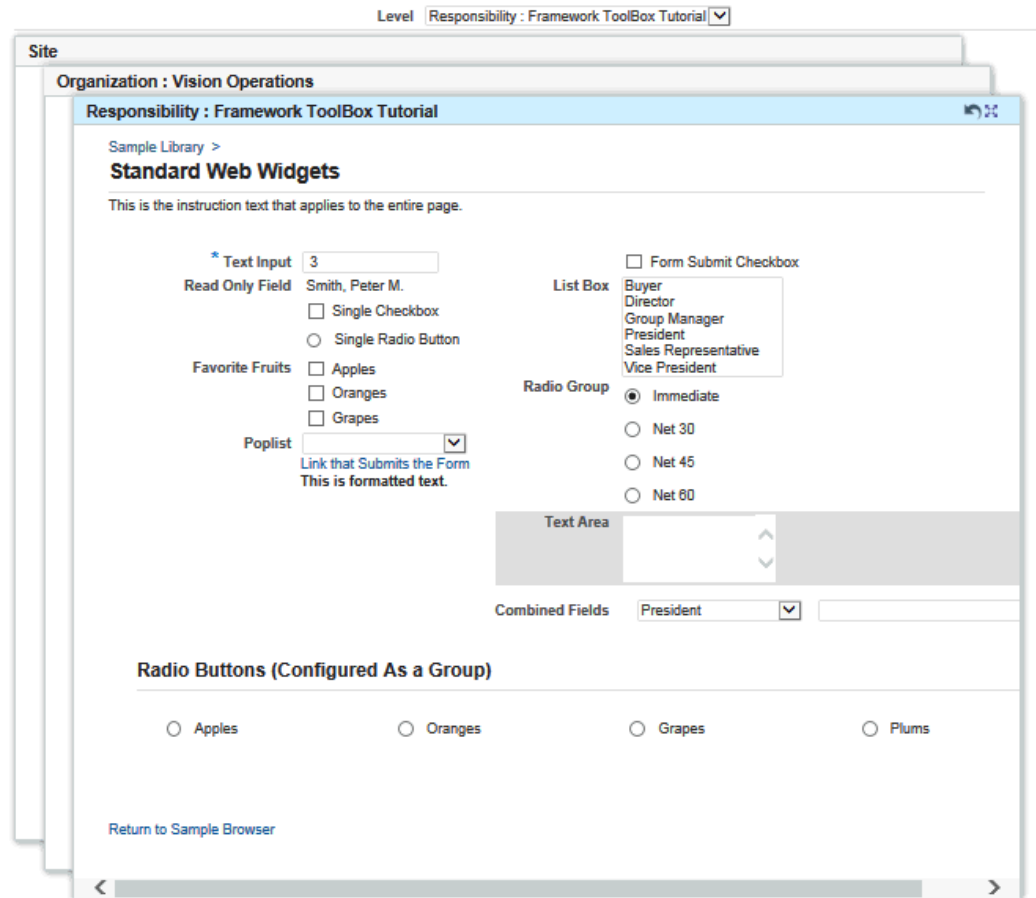 Level Responsibility : Framework ToolBox Tutorial
Site
Organization : Vision Operations
Responsibility : Framework ToolBox Tutorial
Sample Library >
Standard Web Widgets
This is the instruction text that applies to the entire page.
* Text Input 3
Read Only Field Smith, Peter M.
Single Checkbox
Single Radio Button
Favorite Fruits Apples
Oranges
Grapes
Poplist
Link that Submits the Form
This is formatted text.
Form Submit Checkbox
List Box Buyer
Director
Group Manager
President
Sales Representative
Vice President
Radio Group Immediate
Net 30
Net 45
Net 60
Text Area
Combined Fields President
Radio Buttons (Configured As a Group)
Apples Oranges Grapes Plums
Return to Sample Browser